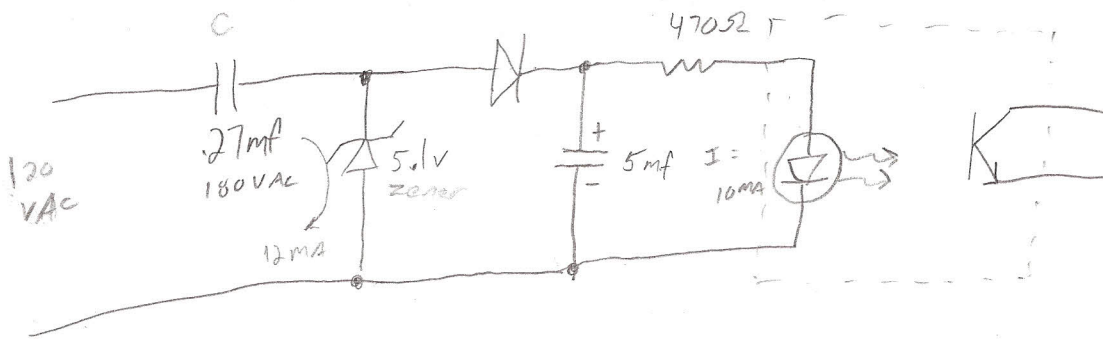 C
470Ω
.27mf
180VAC
120
VAC
12MA
5.1v
zener
+
5mf
-
I =
10MA